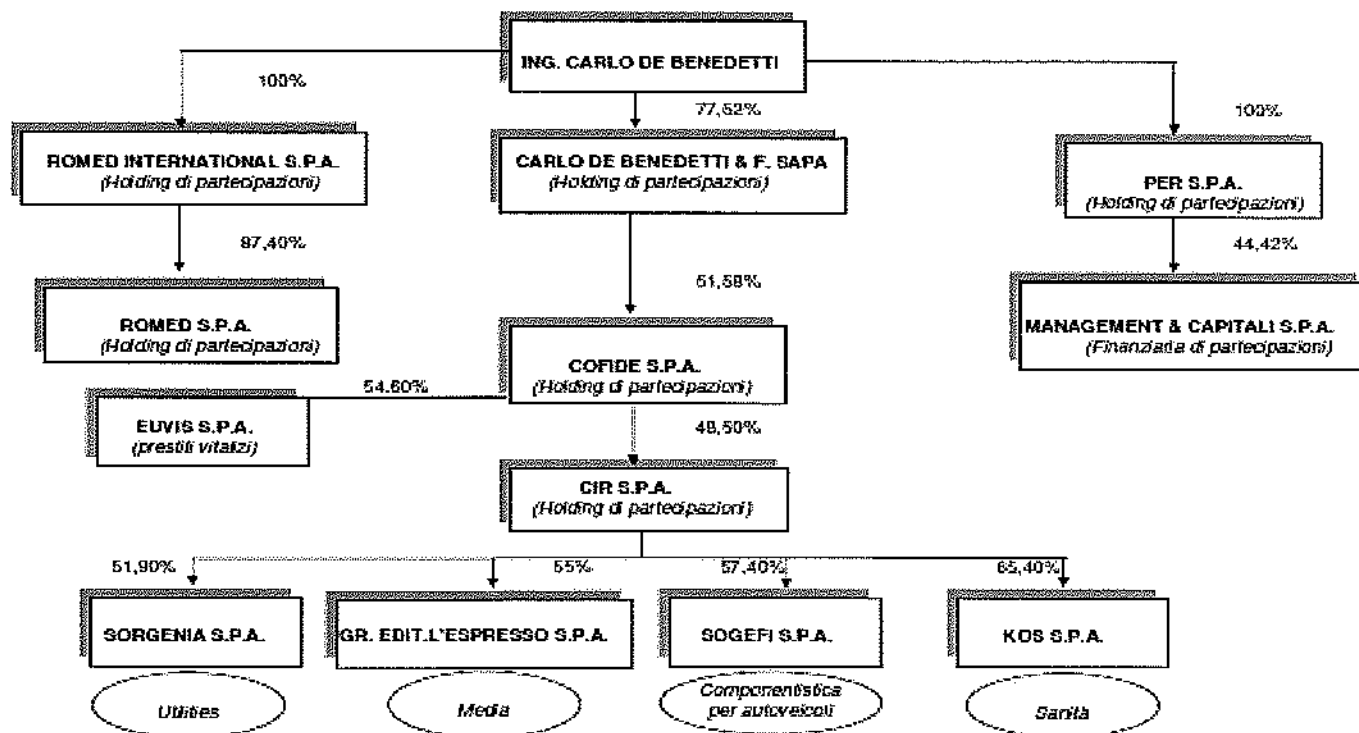 ING. CARLO DE BENEDETTI
100%
77,52%
100%
ROMED INTERNATIONAL S.P.A.
(Holding di partecipazioni)
CARLO DE BENEDETTI & F. SAPA
(Holding di partecipazioni)
PER S.P.A.
(Holding di partecipazioni)
87,40%
51,58%
44,42%
ROMED S.P.A.
(Holding di partecipazioni)
COFIDE S.P.A.
(Holding di partecipazioni)
MANAGEMENT & CAPITALI S.P.A.
(Finanziaria di partecipazioni)
54.60%
EUVIS S.P.A.
(prestiti vitalizi)
48,50%
CIR S.P.A.
(Holding di partecipazioni)
51,90%
55%
57,40%
65,40%
SORGENIA S.P.A.
GR. EDIT.L'ESPRESSO S.P.A.
SOGEFI S.P.A.
KOS S.P.A.
Utilities
Media
Componentistica
per autoveicoli
Sanità